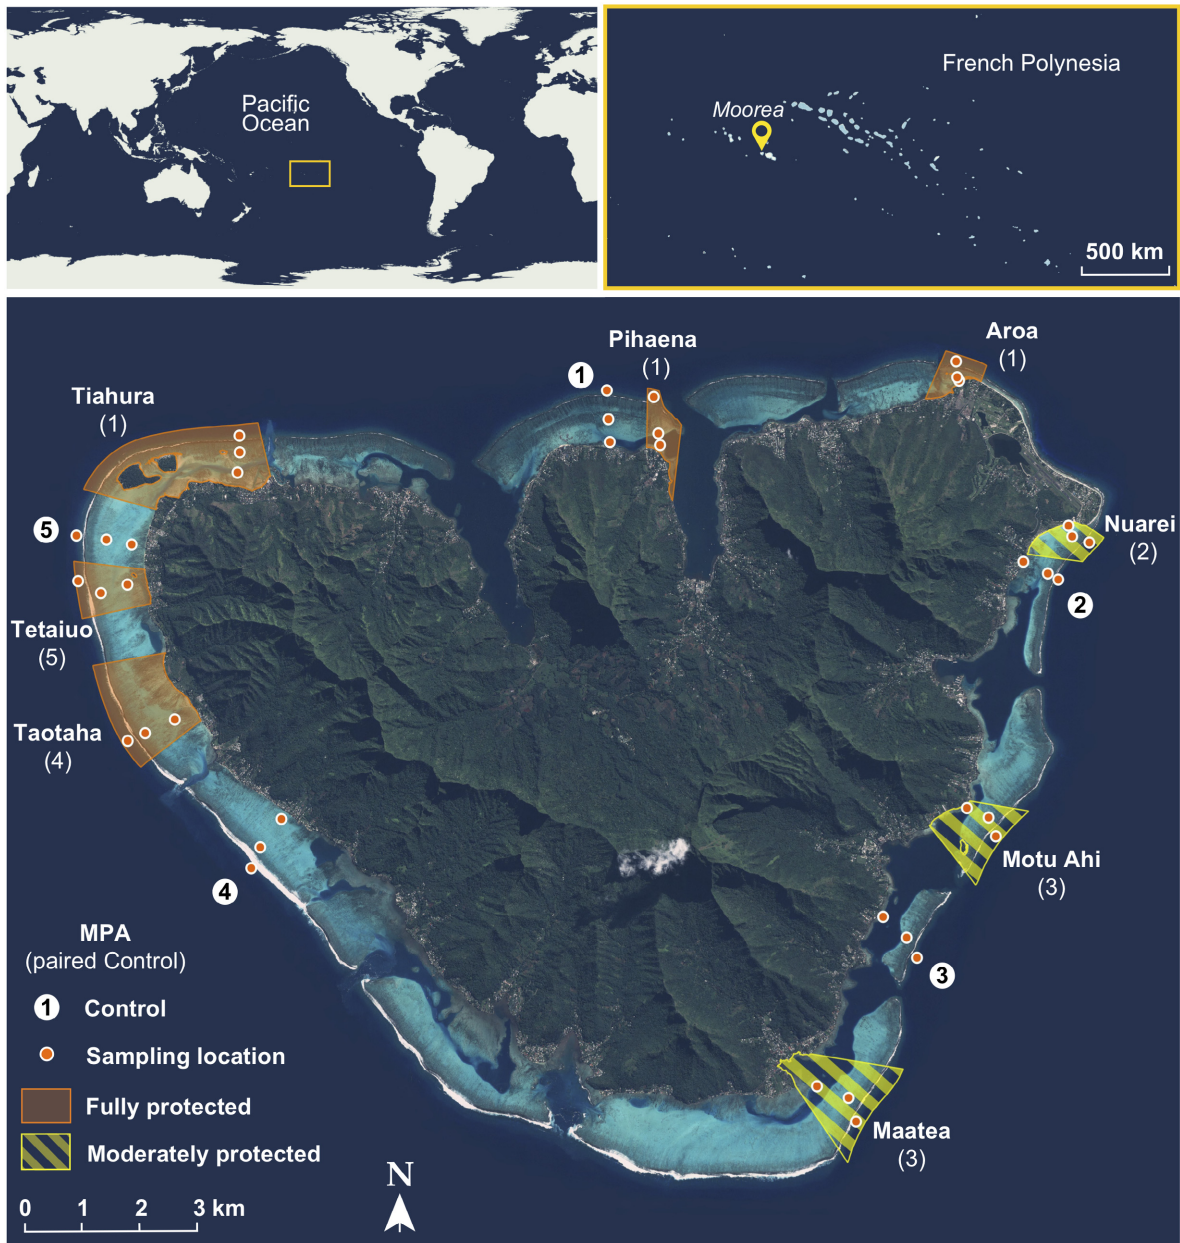 Pacific
Ocean
French Polynesia
Moorea
500 km
Pihaena
(1)
Aroa
(1)
1
Tiahura
(1)
5
Nuarei
(2)
2
Tetaiuo
(5)
Taotaha
(4)
Motu Ahi
(3)
4
3
MPA
(paired Control)
1 Control
Sampling location
Fully protected
Moderately protected
Maatea
(3)
N
0 1 2 3 km